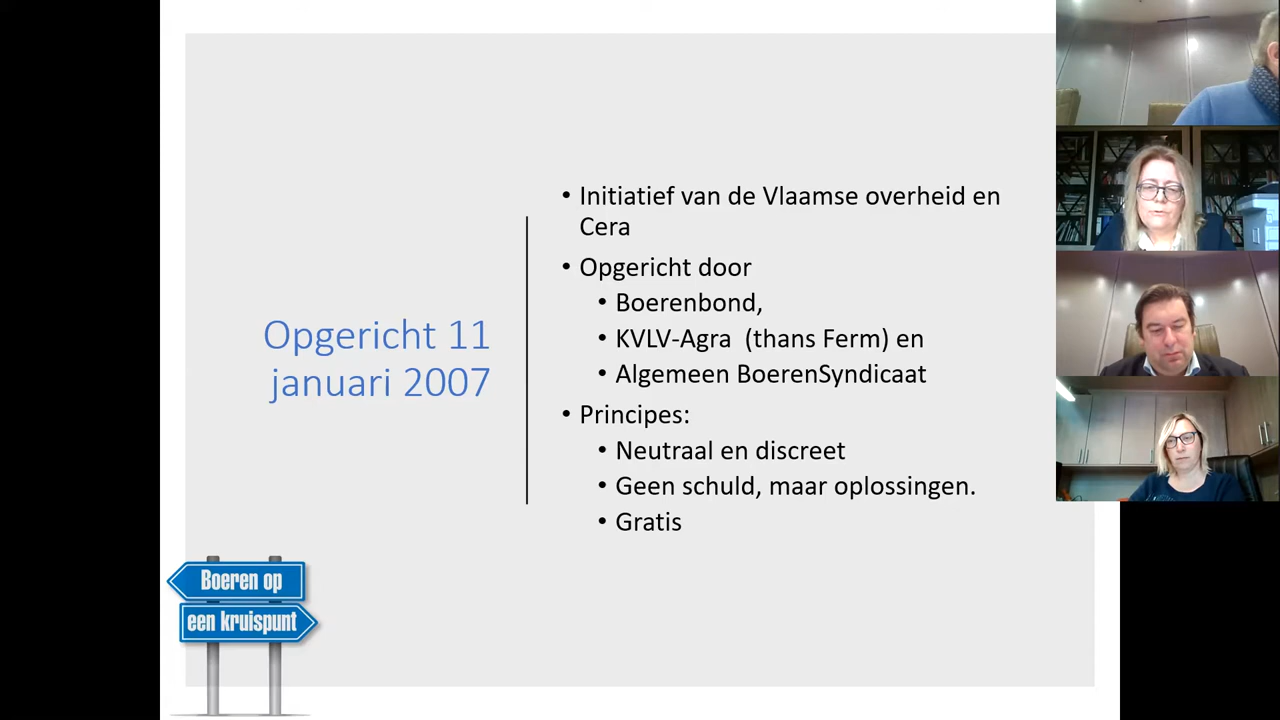 Opgericht 11
januari 2007
• Initiatief van de Vlaamse overheid en
Cera
• Opgericht door
• Boerenbond,
• KVLV-Agra (thans Ferm) en
• Algemeen BoerenSyndicaat
• Principes:
• Neutraal en discreet
• Geen schuld, maar oplossingen.
• Gratis
Boeren op
een kruispunt